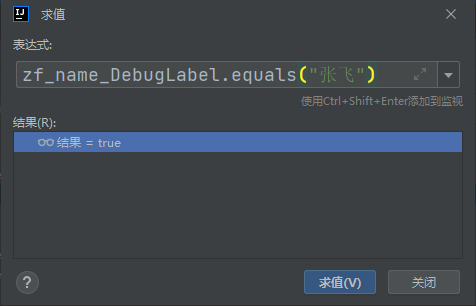 IJ 求值
表达式:
zf_name_DebugLabel.equals("张飞")
使用Ctrl+Shift+Enter添加到监视
结果(R):
结果 = true
? 求值(V) 关闭